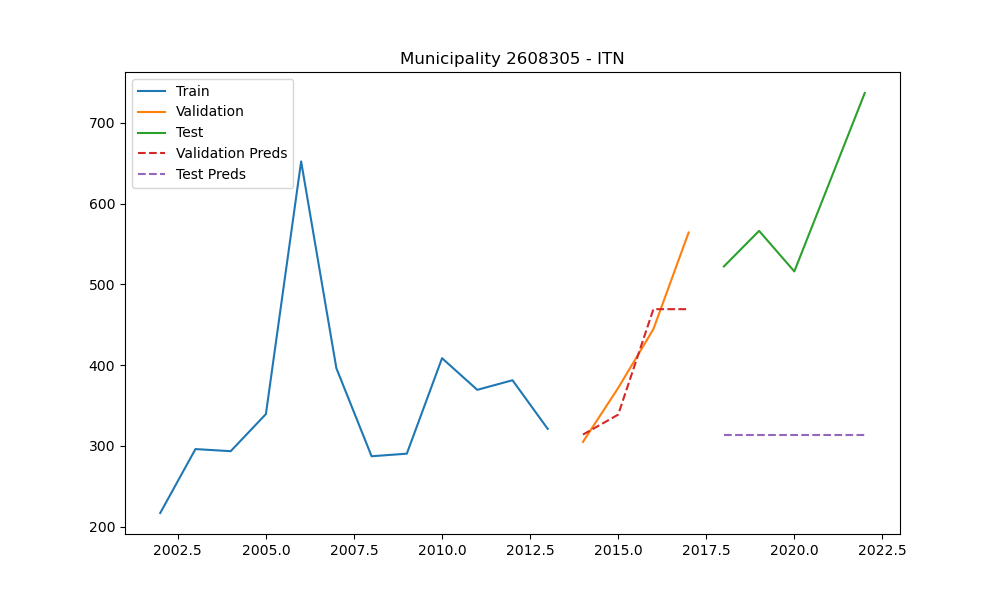 Municipality 2608305 - ITN
Train
Validation
Test
Validation Preds
Test Preds
700
600
500
400
300
200
2002.5 2005.0 2007.5 2010.0 2012.5 2015.0 2017.5 2020.0 2022.5